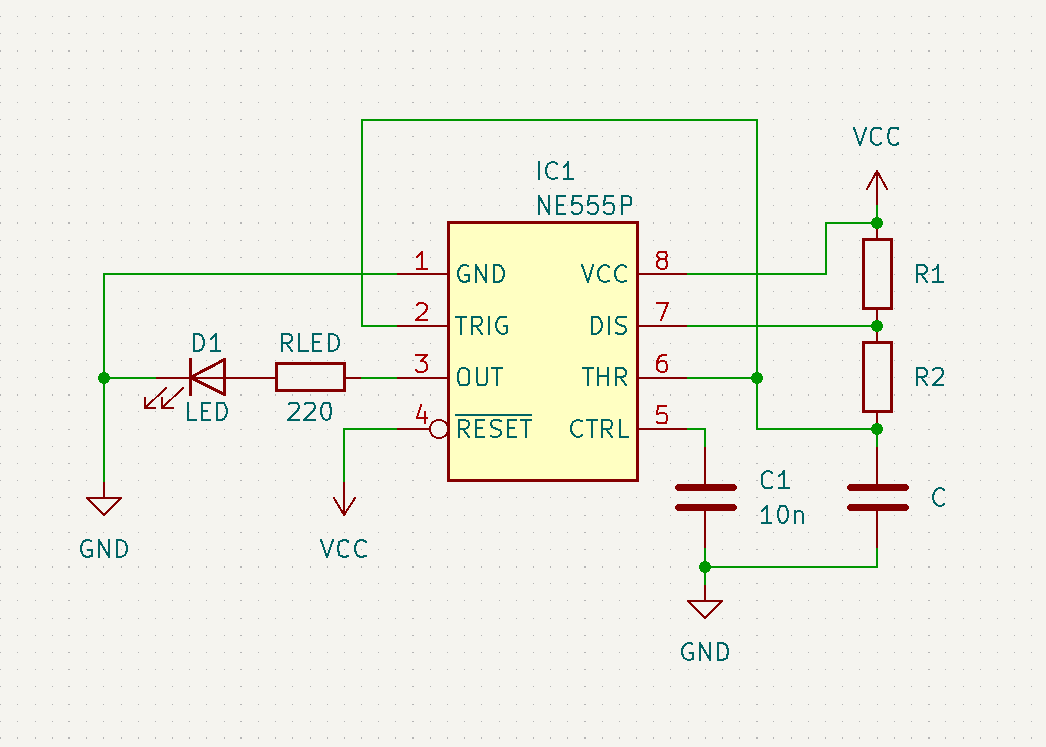 VCC
IC1
NE555P
1
GND
VCC
8
R1
2
TRIG
DIS
7
D1
RLED
3
OUT
THR
6
R2
LED
220
4
RESET
CTRL
5
C1
10n
C
GND
VCC
GND